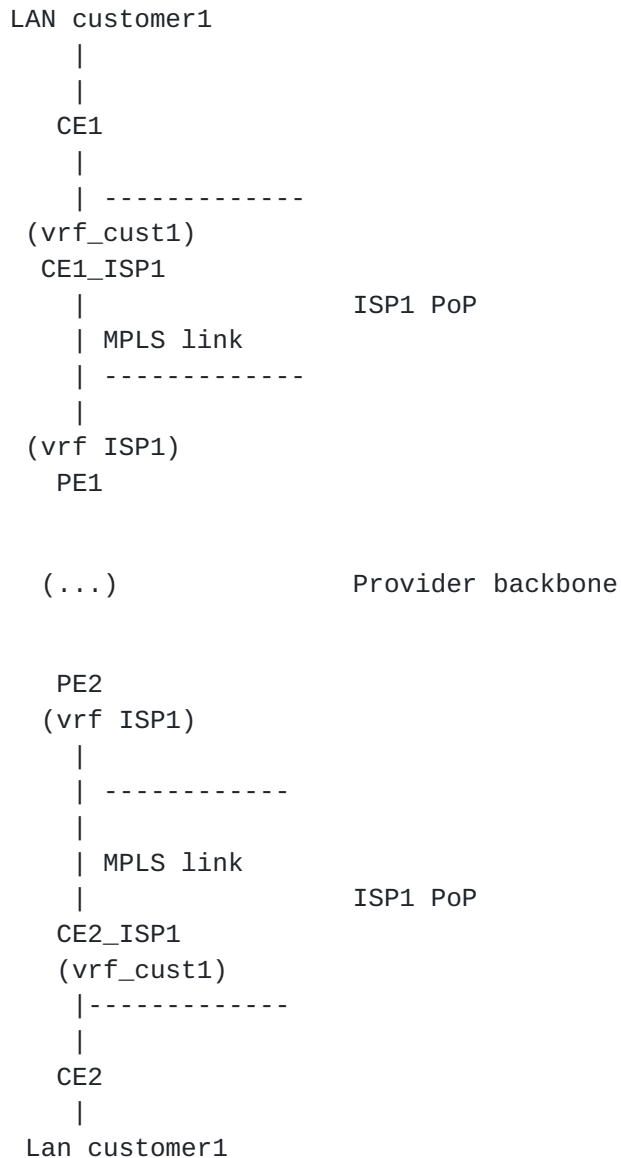 LAN customer1
|
|
CE1
|
| -------------
(vrf_cust1)
CE1_ISP1
| ISP1 PoP
| MPLS link
| -------------
|
(vrf ISP1)
PE1
(...) Provider backbone
PE2
(vrf ISP1)
|
| ------------
|
| MPLS link
| ISP1 PoP
CE2_ISP1
(vrf_cust1)
|-------------
|
CE2
|
Lan customer1